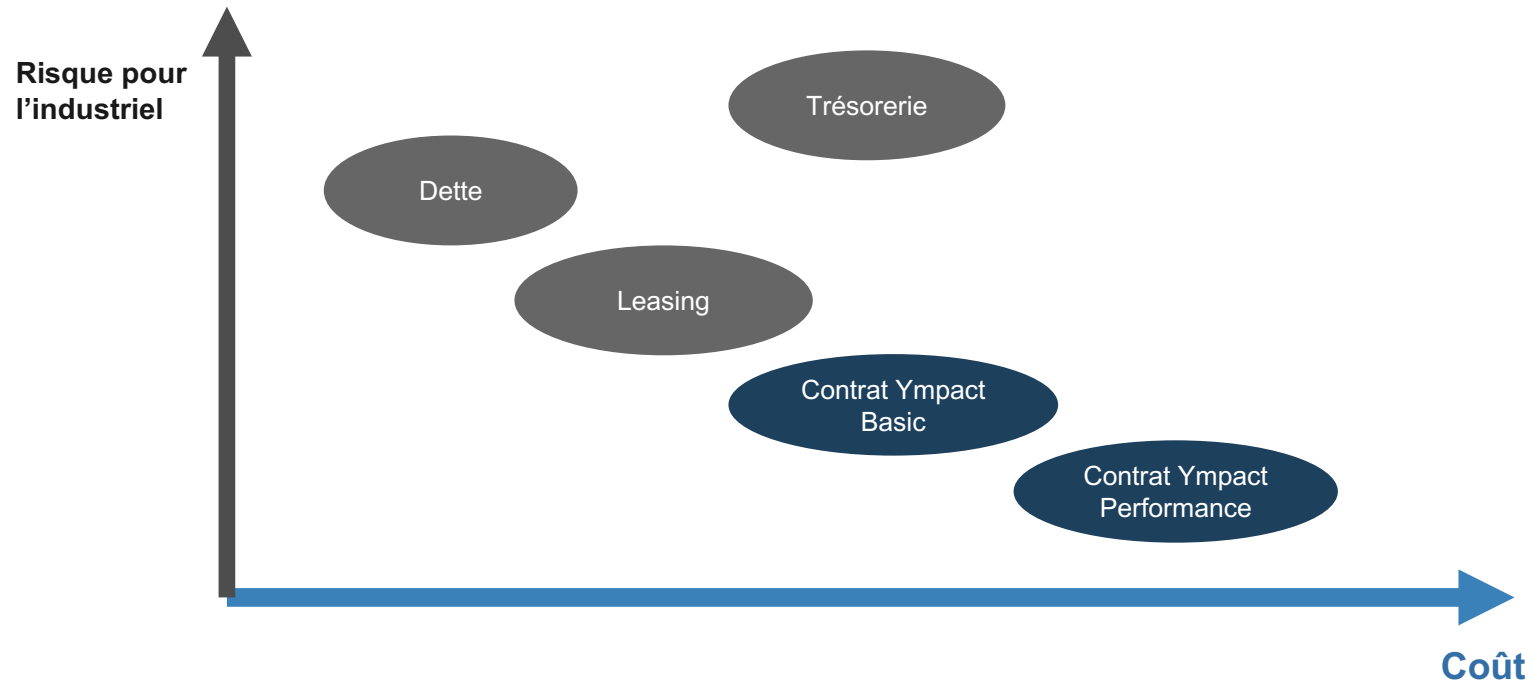 Risque pour
l’industriel
Trésorerie
Dette
Leasing
Contrat Ympact
Basic
Contrat Ympact
Performance
Coût